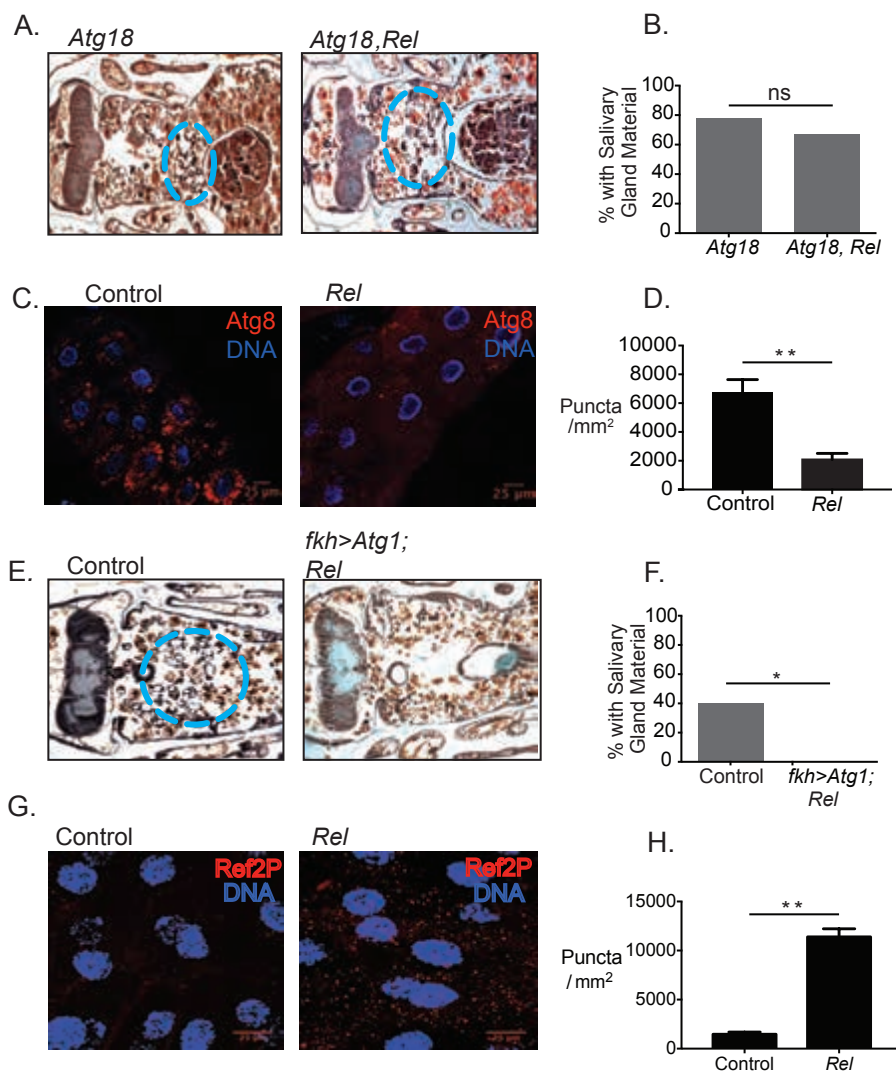 A.
Atg18
Atg18,Rel
B.
% with Salivary
Gland Material
100
80
60
40
20
0
ns
Atg18
Atg18, Rel
C.
Control
Atg8
DNA
25 µm
Rel
Atg8
DNA
25 µm
D.
Puncta
/mm²
10000
8000
6000
4000
2000
0
**
Control
Rel
E.
Control
fkh>Atg1;
Rel
F.
% with Salivary
Gland Material
100
80
60
40
20
0
*
Control
fkh>Atg1;
Rel
G.
Control
Ref2P
DNA
Rel
Ref2P
DNA
H.
Puncta
/ mm²
15000
10000
5000
0
**
Control
Rel